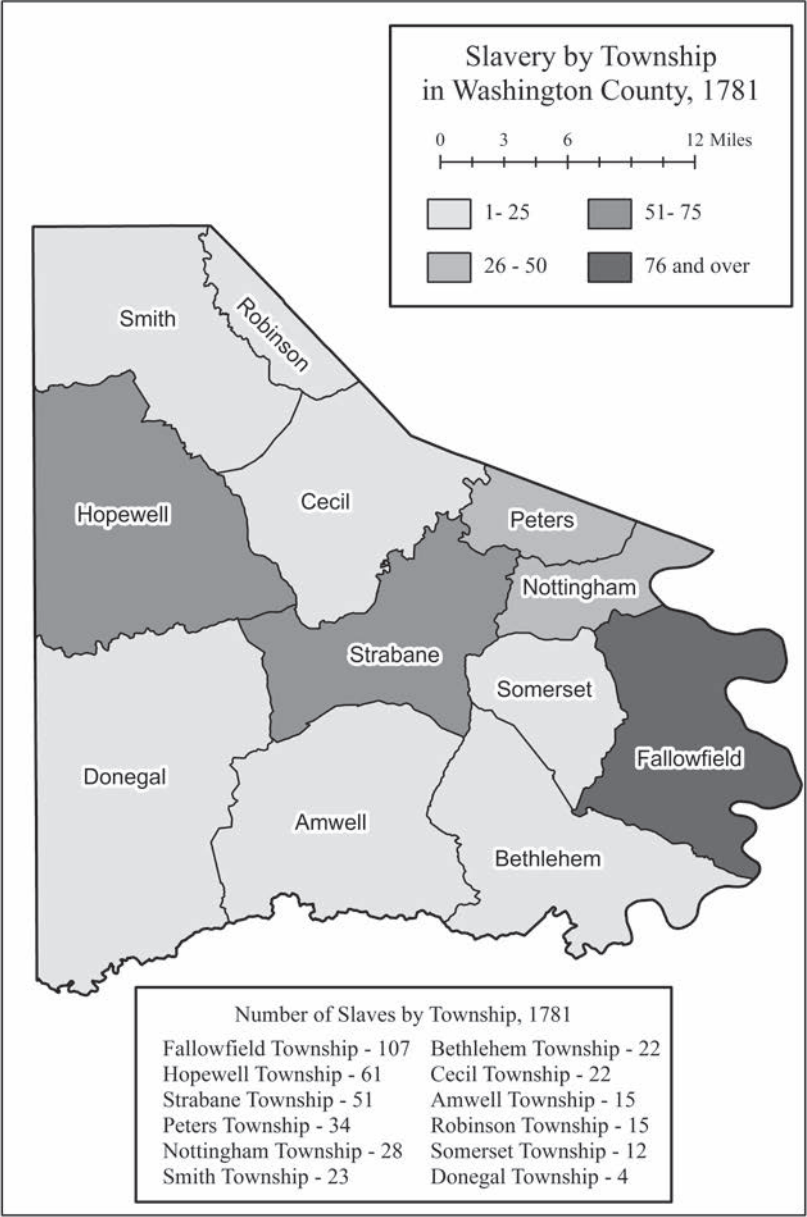 Slavery by Township
in Washington County, 1781
0 3 6 12 Miles
1- 25
51- 75
26 - 50
76 and over
Smith
Robinson
Hopewell
Cecil
Peters
Nottingham
Strabane
Somerset
Fallowfield
Donegal
Amwell
Bethlehem
Number of Slaves by Township, 1781
Fallowfield Township - 107
Hopewell Township - 61
Strabane Township - 51
Peters Township - 34
Nottingham Township - 28
Smith Township - 23
Bethlehem Township - 22
Cecil Township - 22
Amwell Township - 15
Robinson Township - 15
Somerset Township - 12
Donegal Township - 4